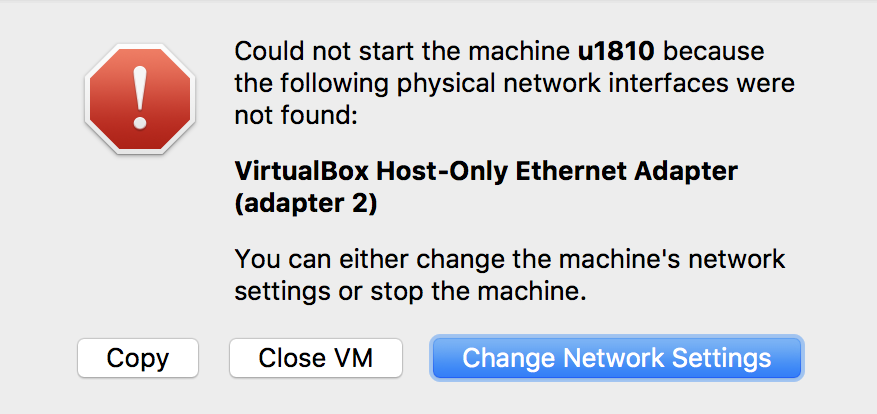 Could not start the machine u1810 because
the following physical network interfaces were
not found:
VirtualBox Host-Only Ethernet Adapter
(adapter 2)
You can either change the machine's network
settings or stop the machine.
Copy
Close VM
Change Network Settings